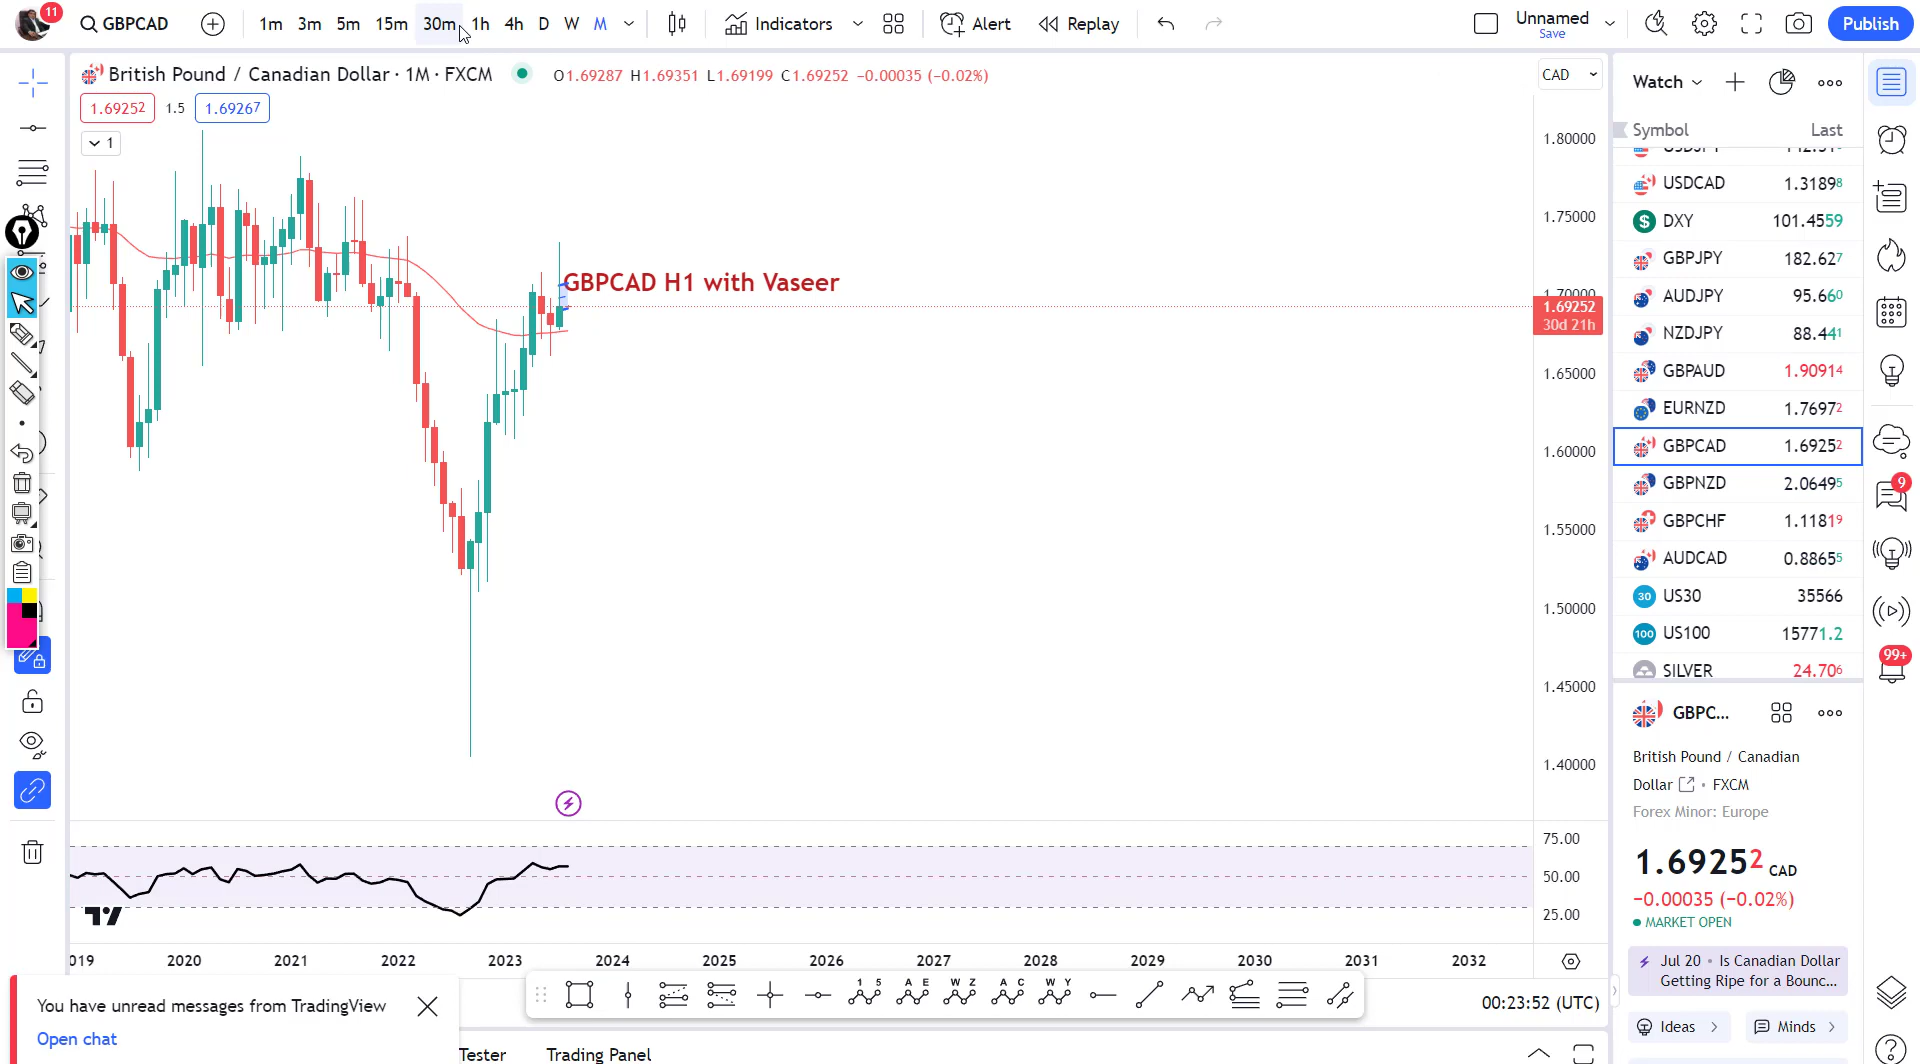 11
GBPCAD
1m 3m 5m 15m 30m 1h 4h D W M
Indicators
Alert
Replay
Unnamed
Save
Publish
British Pound / Canadian Dollar · 1M · FXCM
O1.69287 H1.69351 L1.69199 C1.69252 −0.00035 (−0.02%)
1.69252 1.5 1.69267
1
CAD
1.80000
1.75000
1.70000
1.69252
30d 21h
1.65000
1.60000
1.55000
1.50000
1.45000
1.40000
GBPCAD H1 with Vaseer
75.00
50.00
25.00
2020 2021 2022 2023 2024 2025 2026 2027 2028 2029 2030 2031 2032
Watch
Symbol Last
USDCAD 1.31898
DXY 101.4559
GBPJPY 182.627
AUDJPY 95.660
NZDJPY 88.441
GBPAUD 1.90914
EURNZD 1.76972
GBPCAD 1.69252
GBPNZD 2.06495
GBPCHF 1.11819
AUDCAD 0.88655
30 US30 35566
100 US100 15771.2
SILVER 24.706
GBPC...
British Pound / Canadian
Dollar • FXCM
Forex Minor: Europe
1.69252 CAD
−0.00035 (−0.02%)
MARKET OPEN
Jul 20 • Is Canadian Dollar
Getting Ripe for a Bounc...
Ideas
Minds
9
99+
You have unread messages from TradingView
Open chat
1 5
A E
W Z
A C
W Y
00:23:52 (UTC)
Tester
Trading Panel